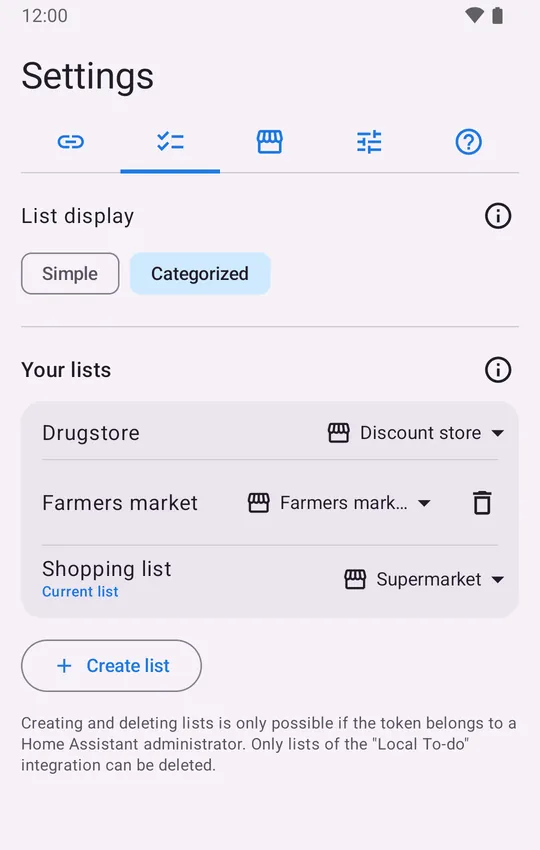 12:00
Settings
List display
Simple
Categorized
Your lists
Drugstore
Discount store
Farmers market
Farmers mark...
Shopping list
Current list
Supermarket
Create list
Creating and deleting lists is only possible if the token belongs to a
Home Assistant administrator. Only lists of the "Local To-do"
integration can be deleted.